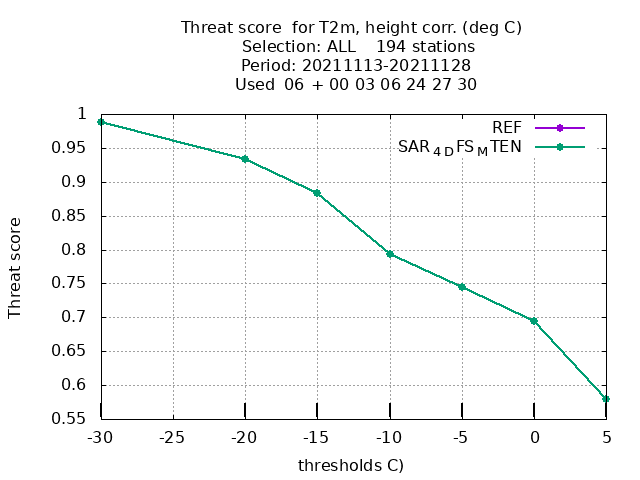 Threat score  for T2m, height corr. (deg C)
Selection: ALL    194 stations
Period: 20211113-20211128
Used  06  + 00 03 06 24 27 30
REF
SAR4DFSMTEN
1
0.95
0.9
0.85
0.8
0.75
0.7
0.65
0.6
0.55
Threat score
-30 -25 -20 -15 -10 -5 0 5
thresholds C)